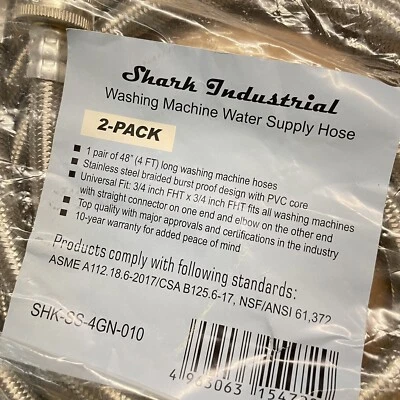 Shark Industrial
Washing Machine Water Supply Hose
2-PACK
• 1 pair of 48" (4 FT) long washing machine hoses
• Stainless steel braided burst proof design with PVC core
• Universal Fit: 3/4 inch FHT x 3/4 inch FHT fits all washing machines
with straight connector on one end and elbow on the other end
• Top quality with major approvals and certifications in the industry
• 10-year warranty for added peace of mind
Products comply with following standards:
ASME A112.18.6-2017/CSA B125.6-17, NSF/ANSI 61,372
SHK-SS-4GN-010